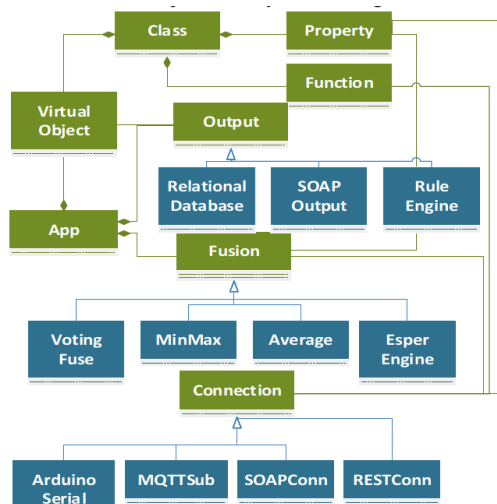 Class
Property
Function
Virtual
Object
Output
Relational
Database
SOAP
Output
Rule
Engine
App
Fusion
Voting
Fuse
MinMax
Average
Esper
Engine
Connection
Arduino
Serial
MQTTSub
SOAPConn
RESTConn